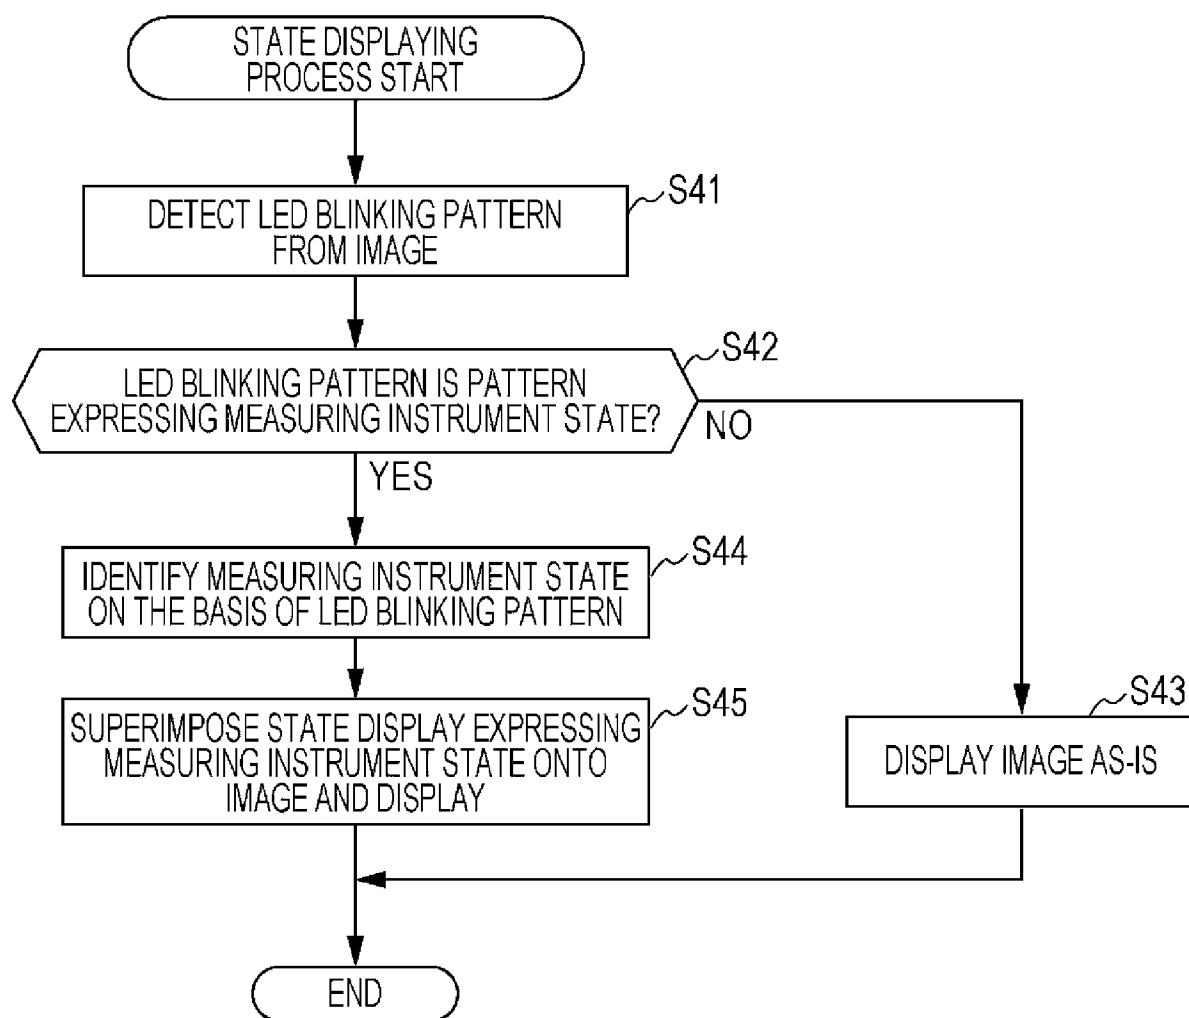 STATE DISPLAYING
PROCESS START
S41
DETECT LED BLINKING PATTERN
FROM IMAGE
S42
LED BLINKING PATTERN IS PATTERN
EXPRESSING MEASURING INSTRUMENT STATE?
NO
YES
S44
IDENTIFY MEASURING INSTRUMENT STATE
ON THE BASIS OF LED BLINKING PATTERN
S45
SUPERIMPOSE STATE DISPLAY EXPRESSING
MEASURING INSTRUMENT STATE ONTO
IMAGE AND DISPLAY
S43
DISPLAY IMAGE AS-IS
END